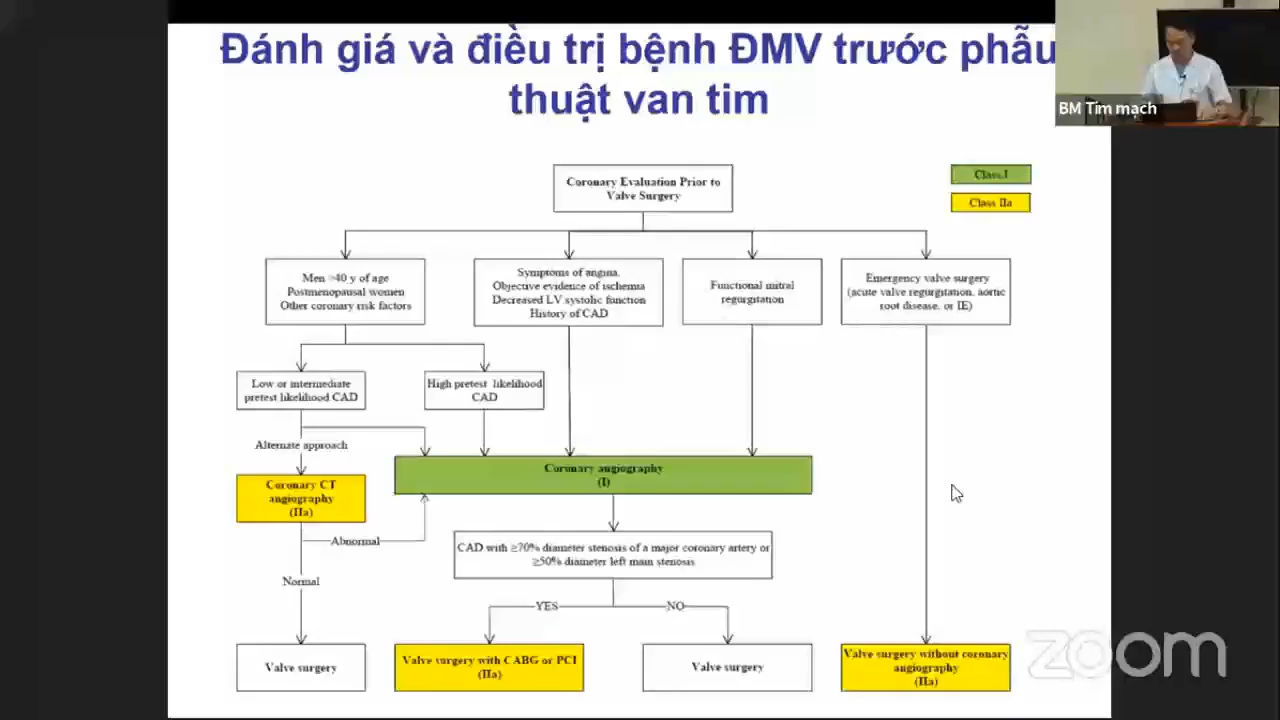 Đánh giá và điều trị bệnh ĐMV trước phẫu
thuật van tim
BM Tim mạch
Coronary Evaluation Prior to
Valve Surgery
Class I
Class IIa
Men >40 y of age
Postmenopausal women
Other coronary risk factors
Symptoms of angina,
Objective evidence of ischemia
Decreased LV systolic function
History of CAD
Functional mitral
regurgitation
Emergency valve surgery
(acute valve regurgitation, aortic
root disease, or IE)
Low or intermediate
pretest likelihood CAD
High pretest likelihood
CAD
Alternate approach
Coronary CT
angiography
(IIa)
Coronary angiography
(I)
Abnormal
CAD with ≥70% diameter stenosis of a major coronary artery or
≥50% diameter left main stenosis
Normal
YES
NO
Valve surgery
Valve surgery with CABG or PCI
(IIa)
Valve surgery
Valve surgery without coronary
angiography
(IIa)
zoom